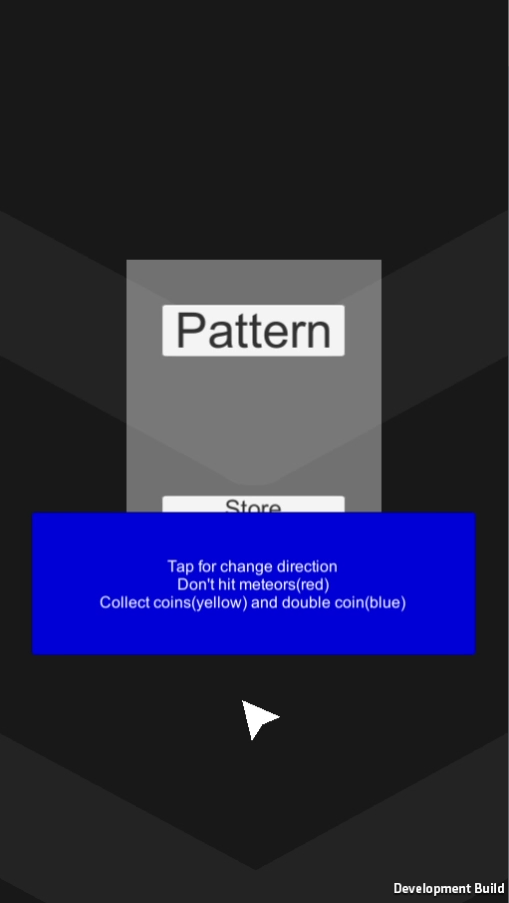 Pattern
Store
Tap for change direction
Don't hit meteors(red)
Collect coins(yellow) and double coin(blue)
Development Build